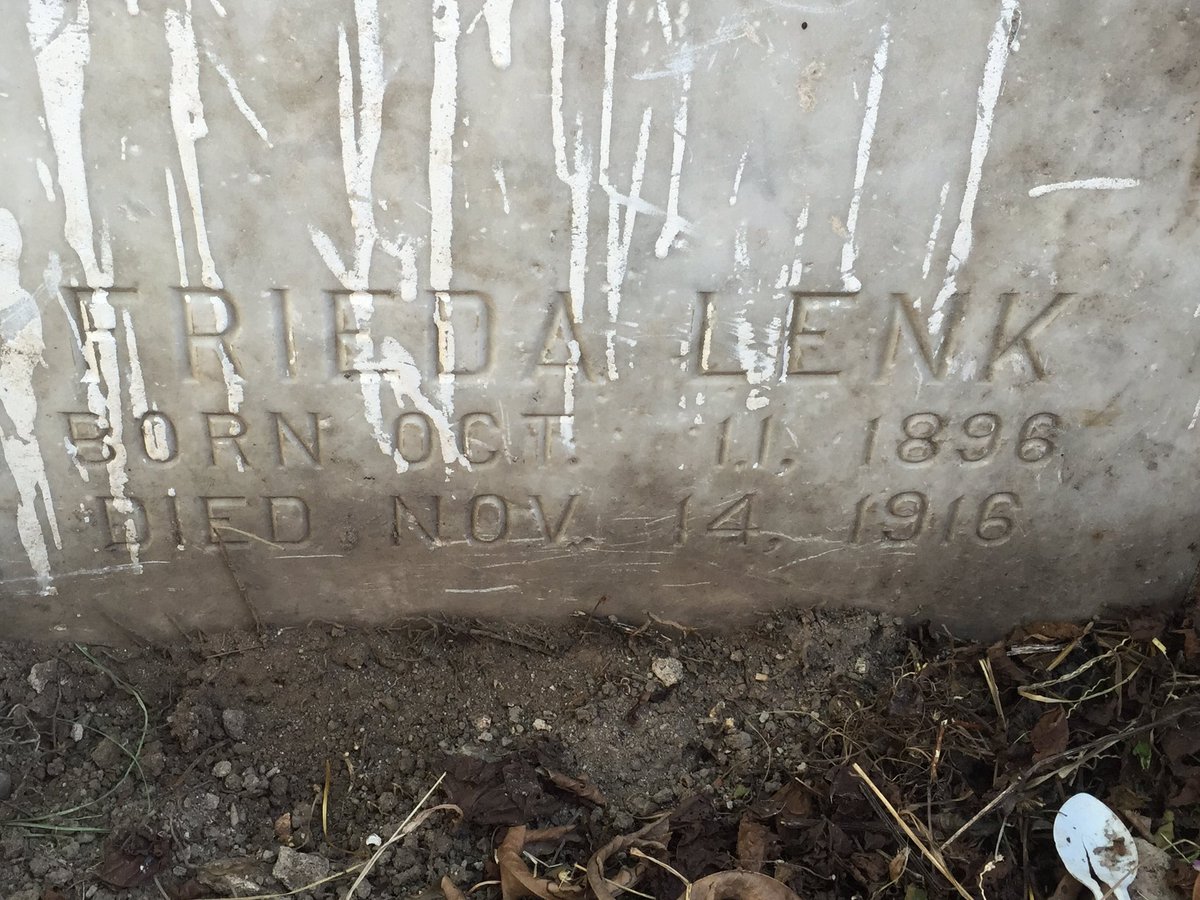 FRIEDA LENK
BORN OCT. 11, 1896
DIED NOV. 14, 1916